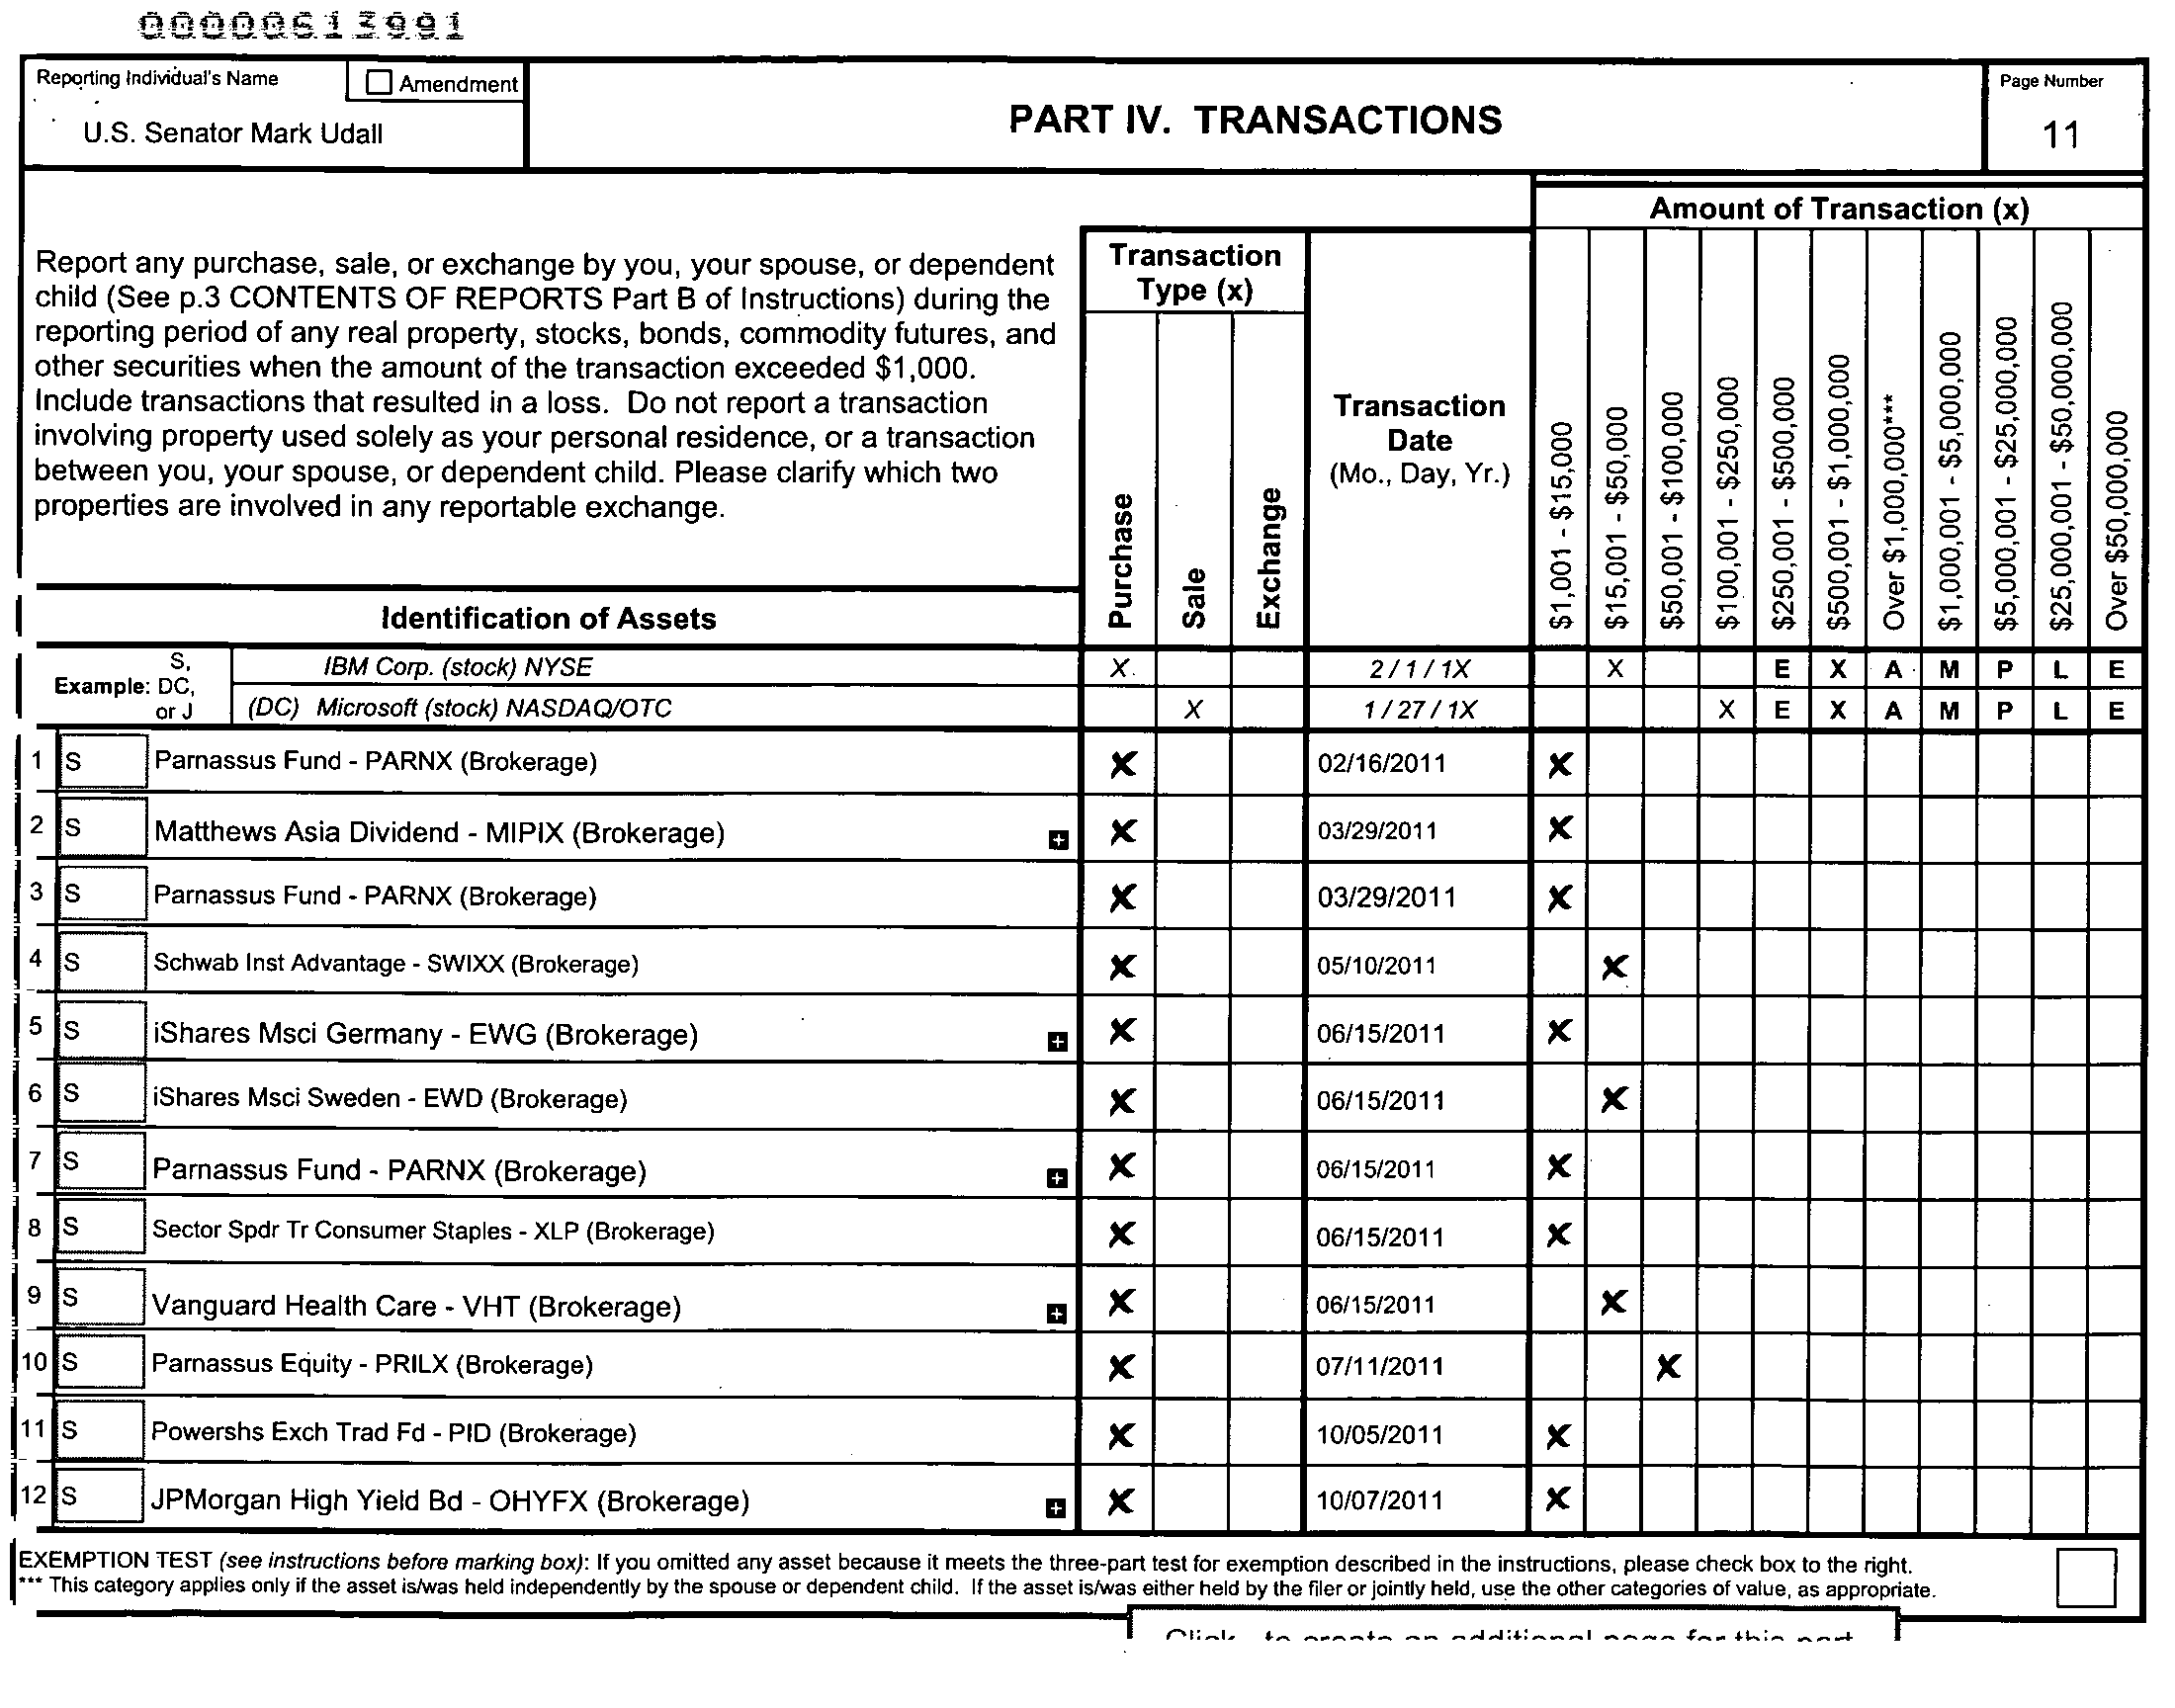 000000613991
Reporting Individual's Name
☐ Amendment
U.S. Senator Mark Udall
PART IV. TRANSACTIONS
Page Number
11
Report any purchase, sale, or exchange by you, your spouse, or dependent
child (See p.3 CONTENTS OF REPORTS Part B of Instructions) during the
reporting period of any real property, stocks, bonds, commodity futures, and
other securities when the amount of the transaction exceeded $1,000.
Include transactions that resulted in a loss. Do not report a transaction
involving property used solely as your personal residence, or a transaction
between you, your spouse, or dependent child. Please clarify which two
properties are involved in any reportable exchange.
Identification of Assets
Transaction
Type (x)
Purchase
Sale
Exchange
Transaction
Date
(Mo., Day, Yr.)
Amount of Transaction (x)
$1,001 - $15,000
$15,001 - $50,000
$50,001 - $100,000
$100,001 - $250,000
$250,001 - $500,000
$500,001 - $1,000,000
Over $1,000,000***
$1,000,001 - $5,000,000
$5,000,001 - $25,000,000
$25,000,001 - $50,000,000
Over $50,000,000
Example: S, DC, or J
IBM Corp. (stock) NYSE X 2 / 1 / 1X X E X A M P L E
(DC) Microsoft (stock) NASDAQ/OTC X 1 / 27 / 1X X E X A M P L E
1 S Parnassus Fund - PARNX (Brokerage) X 02/16/2011 X
2 S Matthews Asia Dividend - MIPIX (Brokerage) + X 03/29/2011 X
3 S Parnassus Fund - PARNX (Brokerage) X 03/29/2011 X
4 S Schwab Inst Advantage - SWIXX (Brokerage) X 05/10/2011 X
5 S iShares Msci Germany - EWG (Brokerage) + X 06/15/2011 X
6 S iShares Msci Sweden - EWD (Brokerage) X 06/15/2011 X
7 S Parnassus Fund - PARNX (Brokerage) + X 06/15/2011 X
8 S Sector Spdr Tr Consumer Staples - XLP (Brokerage) X 06/15/2011 X
9 S Vanguard Health Care - VHT (Brokerage) + X 06/15/2011 X
10 S Parnassus Equity - PRILX (Brokerage) X 07/11/2011 X
11 S Powershs Exch Trad Fd - PID (Brokerage) X 10/05/2011 X
12 S JPMorgan High Yield Bd - OHYFX (Brokerage) + X 10/07/2011 X
EXEMPTION TEST (see instructions before marking box): If you omitted any asset because it meets the three-part test for exemption described in the instructions, please check box to the right.
*** This category applies only if the asset is/was held independently by the spouse or dependent child. If the asset is/was either held by the filer or jointly held, use the other categories of value, as appropriate.
Click to create an additional page for this part